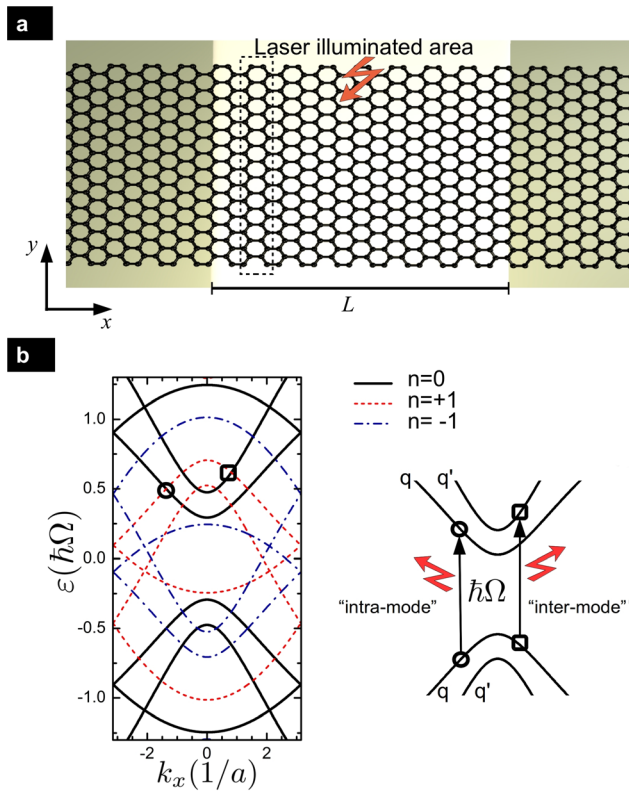 a
Laser illuminated area
y
x
L
b
n=0
n=+1
n= -1
1.0
0.5
0.0
-0.5
-1.0
ε(ħΩ)
-2 0 2
k_x(1/a)
q q'
ħΩ
“intra-mode” “inter-mode”
q q'